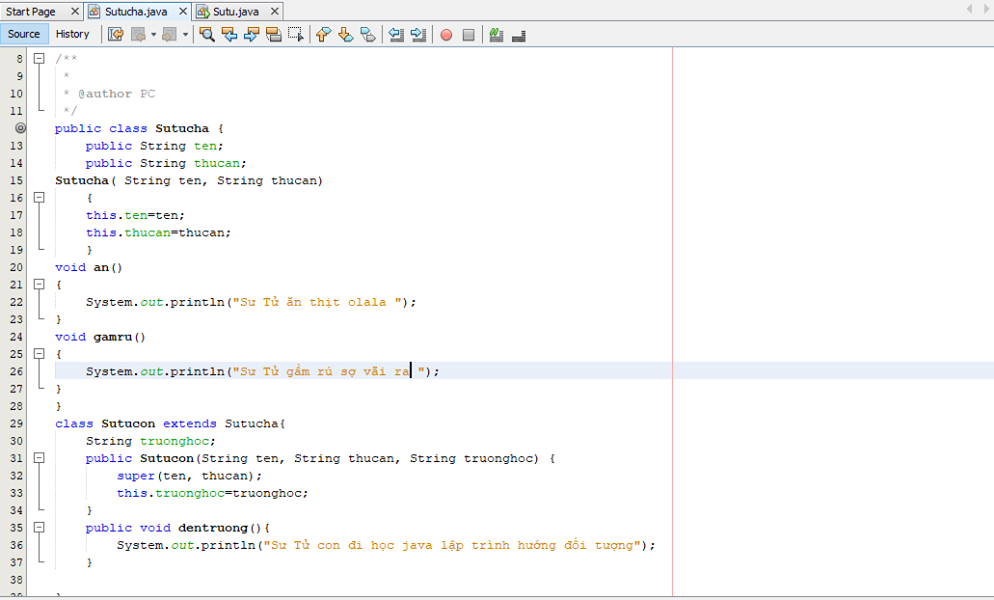 Start Page Sutucha.java Sutu.java
Source History
8 /**
9 *
10 * @author PC
11 */
public class Sutucha {
13 public String ten;
14 public String thucan;
15 Sutucha( String ten, String thucan)
16 {
17 this.ten=ten;
18 this.thucan=thucan;
19 }
20 void an()
21 {
22 System.out.println("Sư Tử ăn thịt olala ");
23 }
24 void gamru()
25 {
26 System.out.println("Sư Tử gầm rú sợ vãi ra ");
27 }
28 }
29 class Sutucon extends Sutucha{
30 String truonghoc;
31 public Sutucon(String ten, String thucan, String truonghoc) {
32 super(ten, thucan);
33 this.truonghoc=truonghoc;
34 }
35 public void dentruong(){
36 System.out.println("Sư Tử con đi học java lập trình hướng đối tượng");
37 }
38